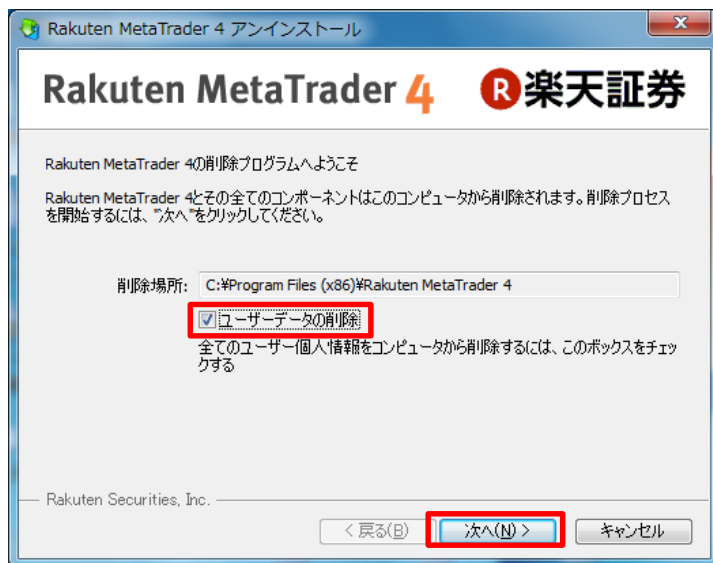 Rakuten MetaTrader 4 アンインストール
Rakuten MetaTrader 4 R楽天証券
Rakuten MetaTrader 4の削除プログラムへようこそ
Rakuten MetaTrader 4とその全てのコンポーネントはこのコンピュータから削除されます。削除プロセス
を開始するには、"次へ"をクリックしてください。
削除場所: C:¥Program Files (x86)¥Rakuten MetaTrader 4
ユーザーデータの削除
全てのユーザー個人情報をコンピュータから削除するには、このボックスをチェッ
クする
Rakuten Securities, Inc.
< 戻る(B) 次へ(N) > キャンセル